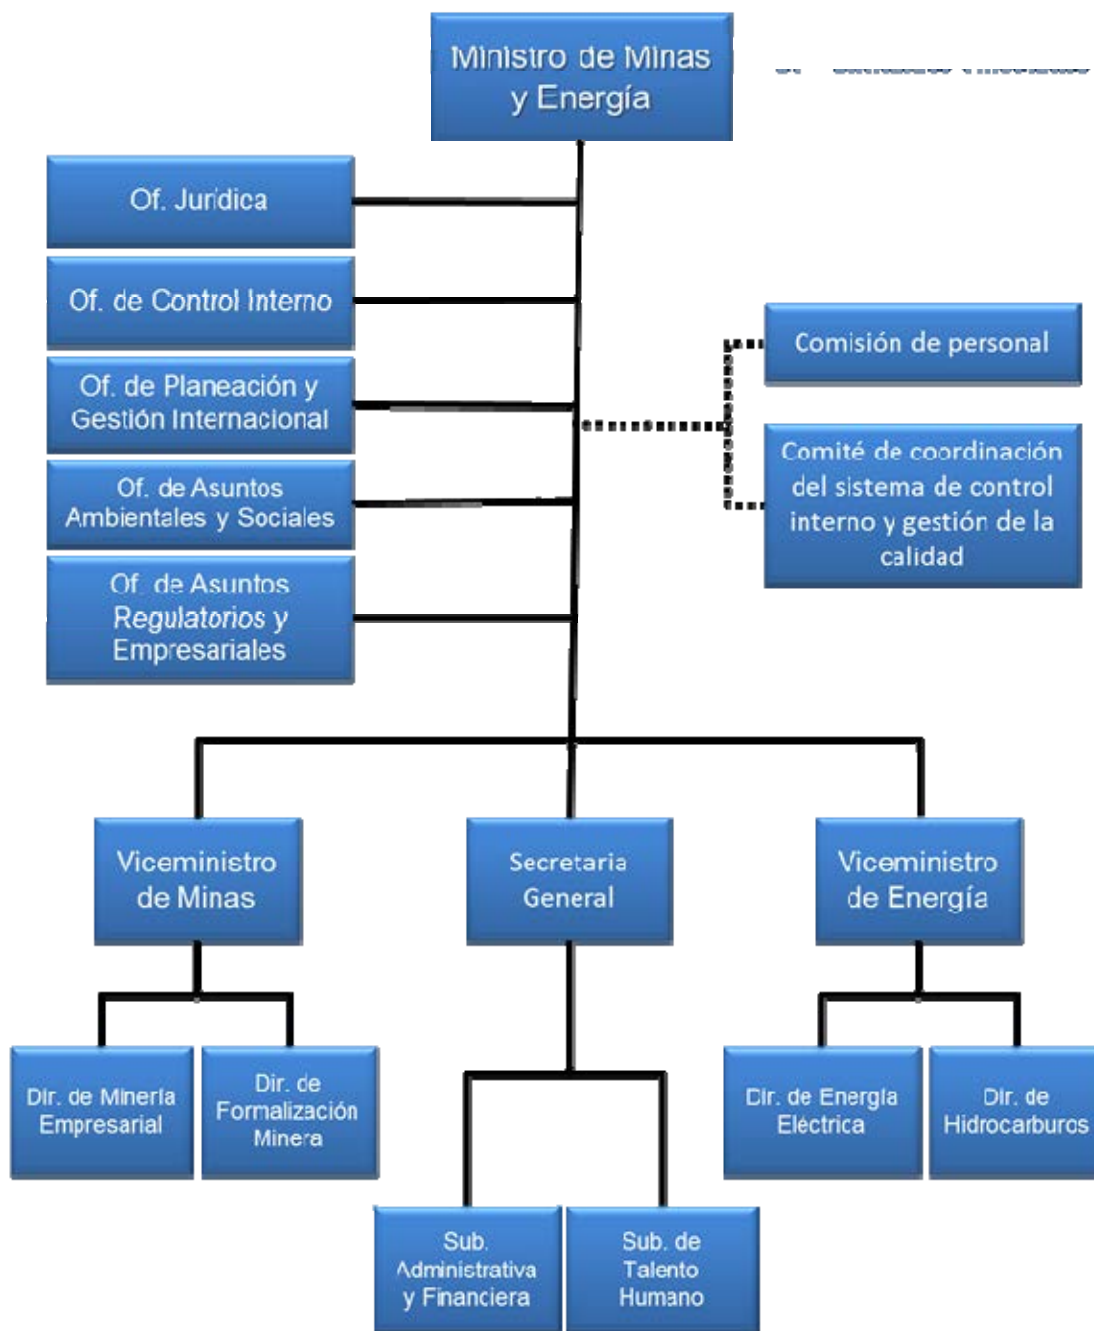 Ministro de Minas
y Energía
Of. Jurídica
Of. de Control Interno
Of. de Planeación y
Gestión Internacional
Of. de Asuntos
Ambientales y Sociales
Of. de Asuntos
Regulatorios y
Empresariales
Comisión de personal
Comité de coordinación
del sistema de control
interno y gestión de la
calidad
Viceministro
de Minas
Secretaria
General
Viceministro
de Energía
Dir. de Minería
Empresarial
Dir. de
Formalización
Minera
Dir. de Energía
Eléctrica
Dir. de
Hidrocarburos
Sub.
Administrativa
y Financiera
Sub. de
Talento
Humano